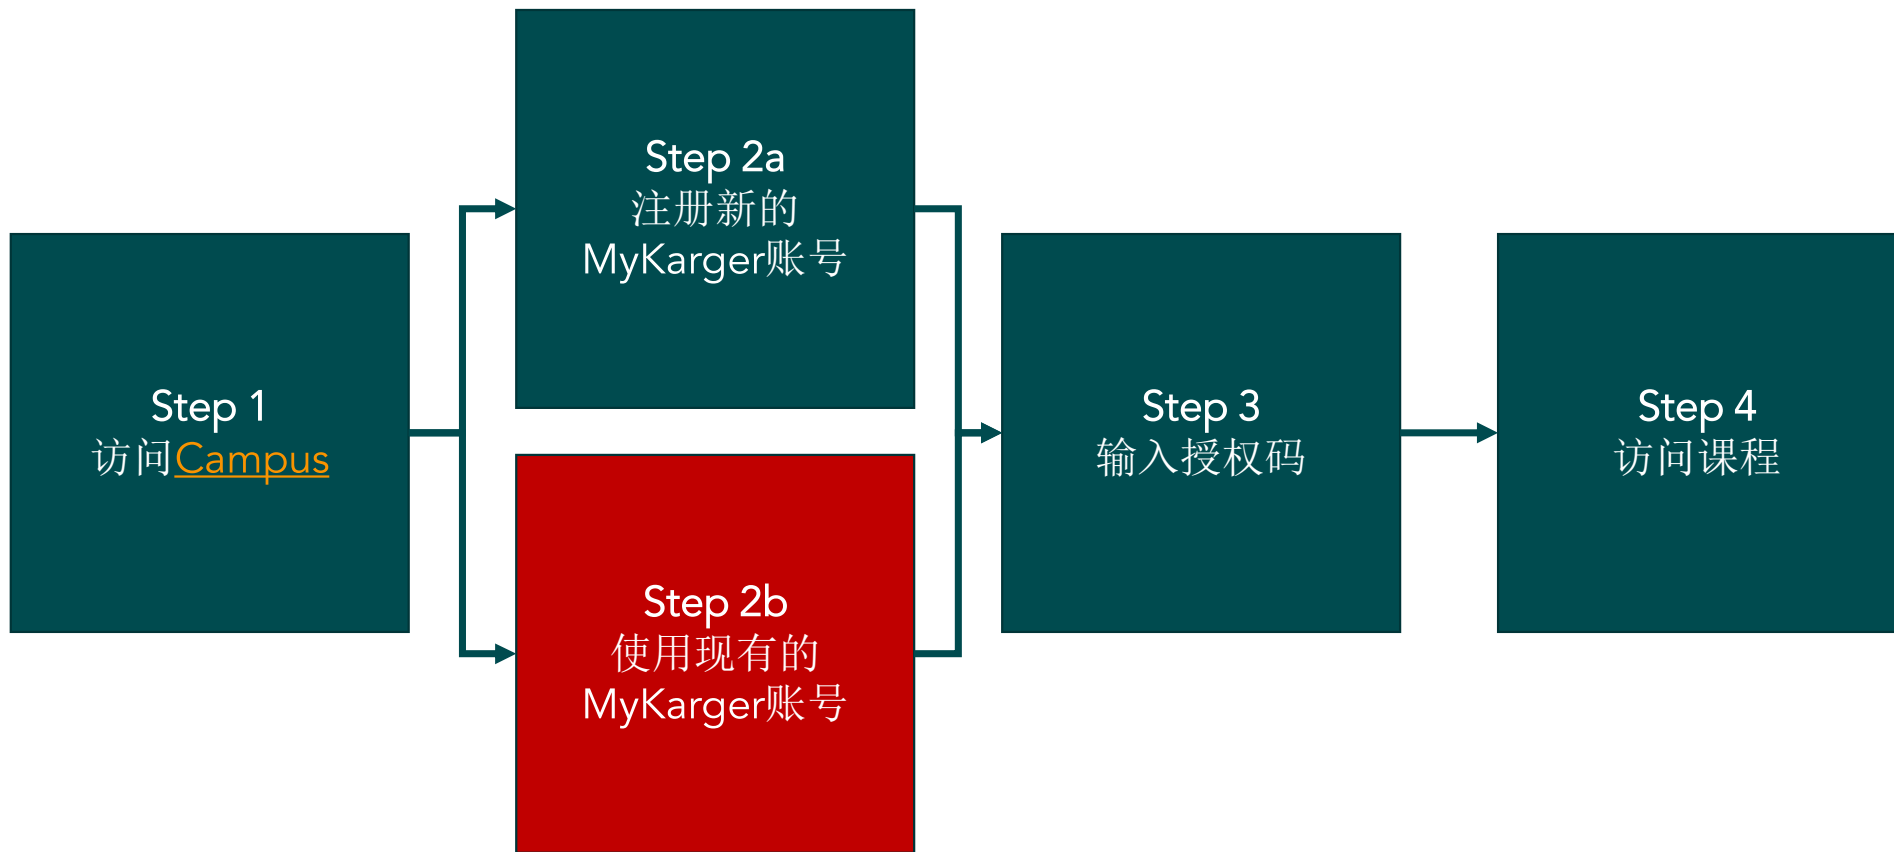 Step 1
访问Campus
Step 2a
注册新的
MyKarger账号
Step 2b
使用现有的
MyKarger账号
Step 3
输入授权码
Step 4
访问课程